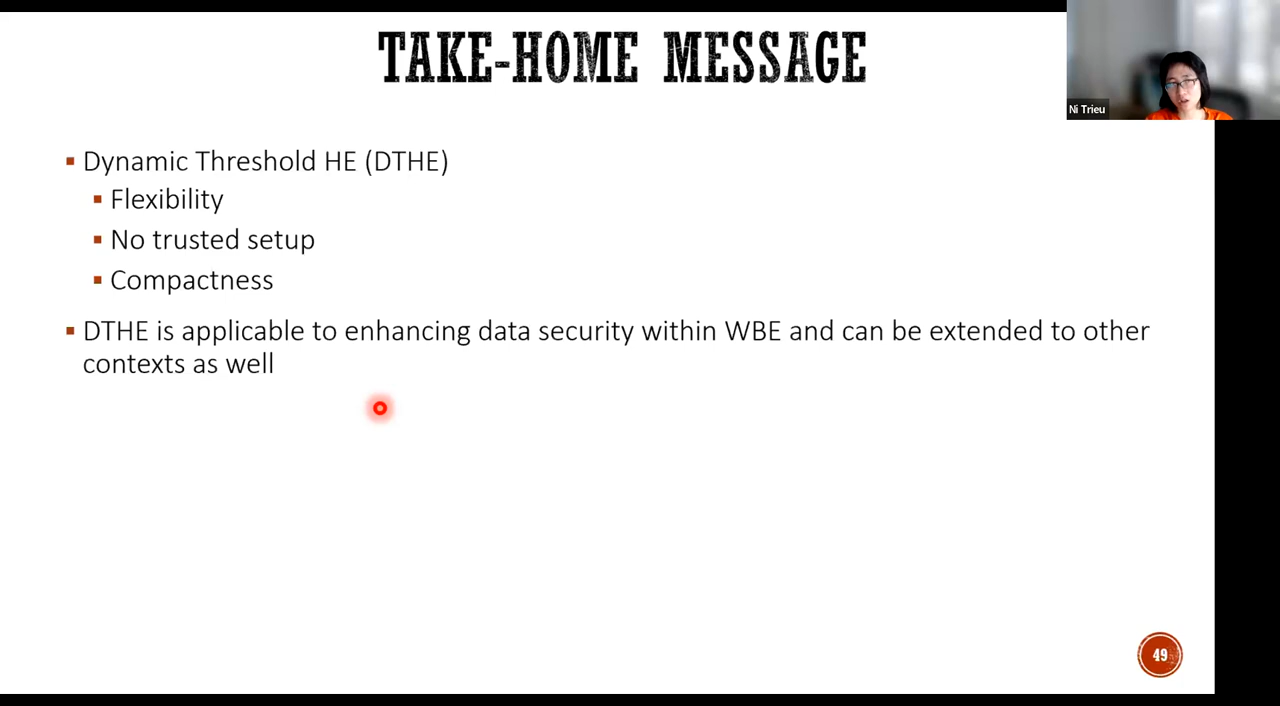 TAKE-HOME MESSAGE
Ni Trieu
Dynamic Threshold HE (DTHE)
Flexibility
No trusted setup
Compactness
DTHE is applicable to enhancing data security within WBE and can be extended to other
contexts as well
49